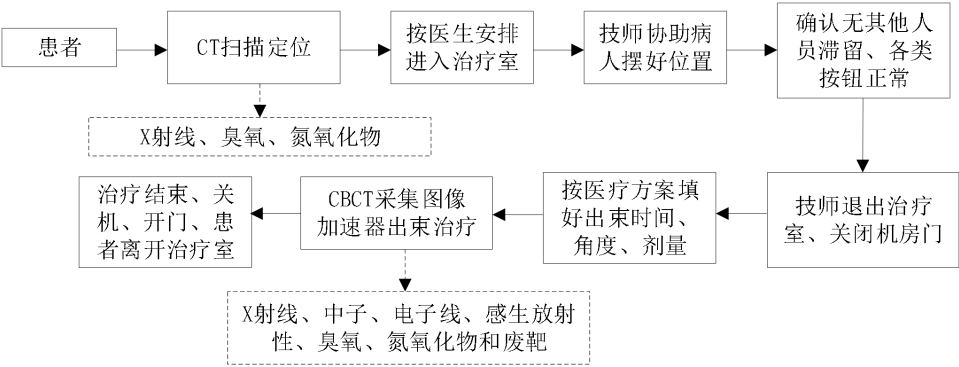 患者
CT扫描定位
按医生安排
进入治疗室
技师协助病
人摆好位置
确认无其他人
员滞留、各类
按钮正常
X射线、臭氧、氮氧化物
技师退出治疗
室、关闭机房门
按医疗方案填
好出束时间、
角度、剂量
CBCT采集图像
加速器出束治疗
治疗结束、关
机、开门、患
者离开治疗室
X射线、中子、电子线、感生放射
性、臭氧、氮氧化物和废靶